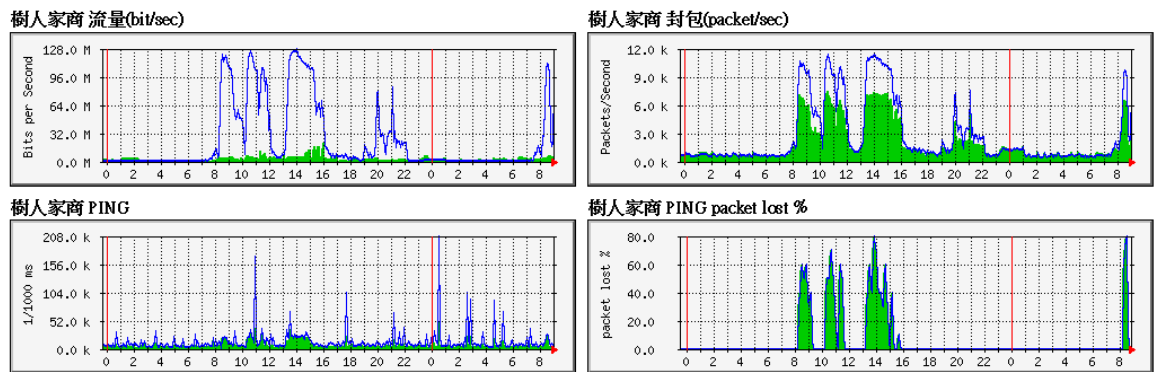 樹人家商 流量(bit/sec)
Bits per Second
128.0 M
96.0 M
64.0 M
32.0 M
0.0 M
0 2 4 6 8 10 12 14 16 18 20 22 0 2 4 6 8
樹人家商 封包(packet/sec)
Packets/Second
12.0 k
9.0 k
6.0 k
3.0 k
0.0 k
0 2 4 6 8 10 12 14 16 18 20 22 0 2 4 6 8
樹人家商 PING
1/1000 ms
208.0 k
156.0 k
104.0 k
52.0 k
0.0 k
0 2 4 6 8 10 12 14 16 18 20 22 0 2 4 6 8
樹人家商 PING packet lost %
packet lost %
80.0
60.0
40.0
20.0
0.0
0 2 4 6 8 10 12 14 16 18 20 22 0 2 4 6 8